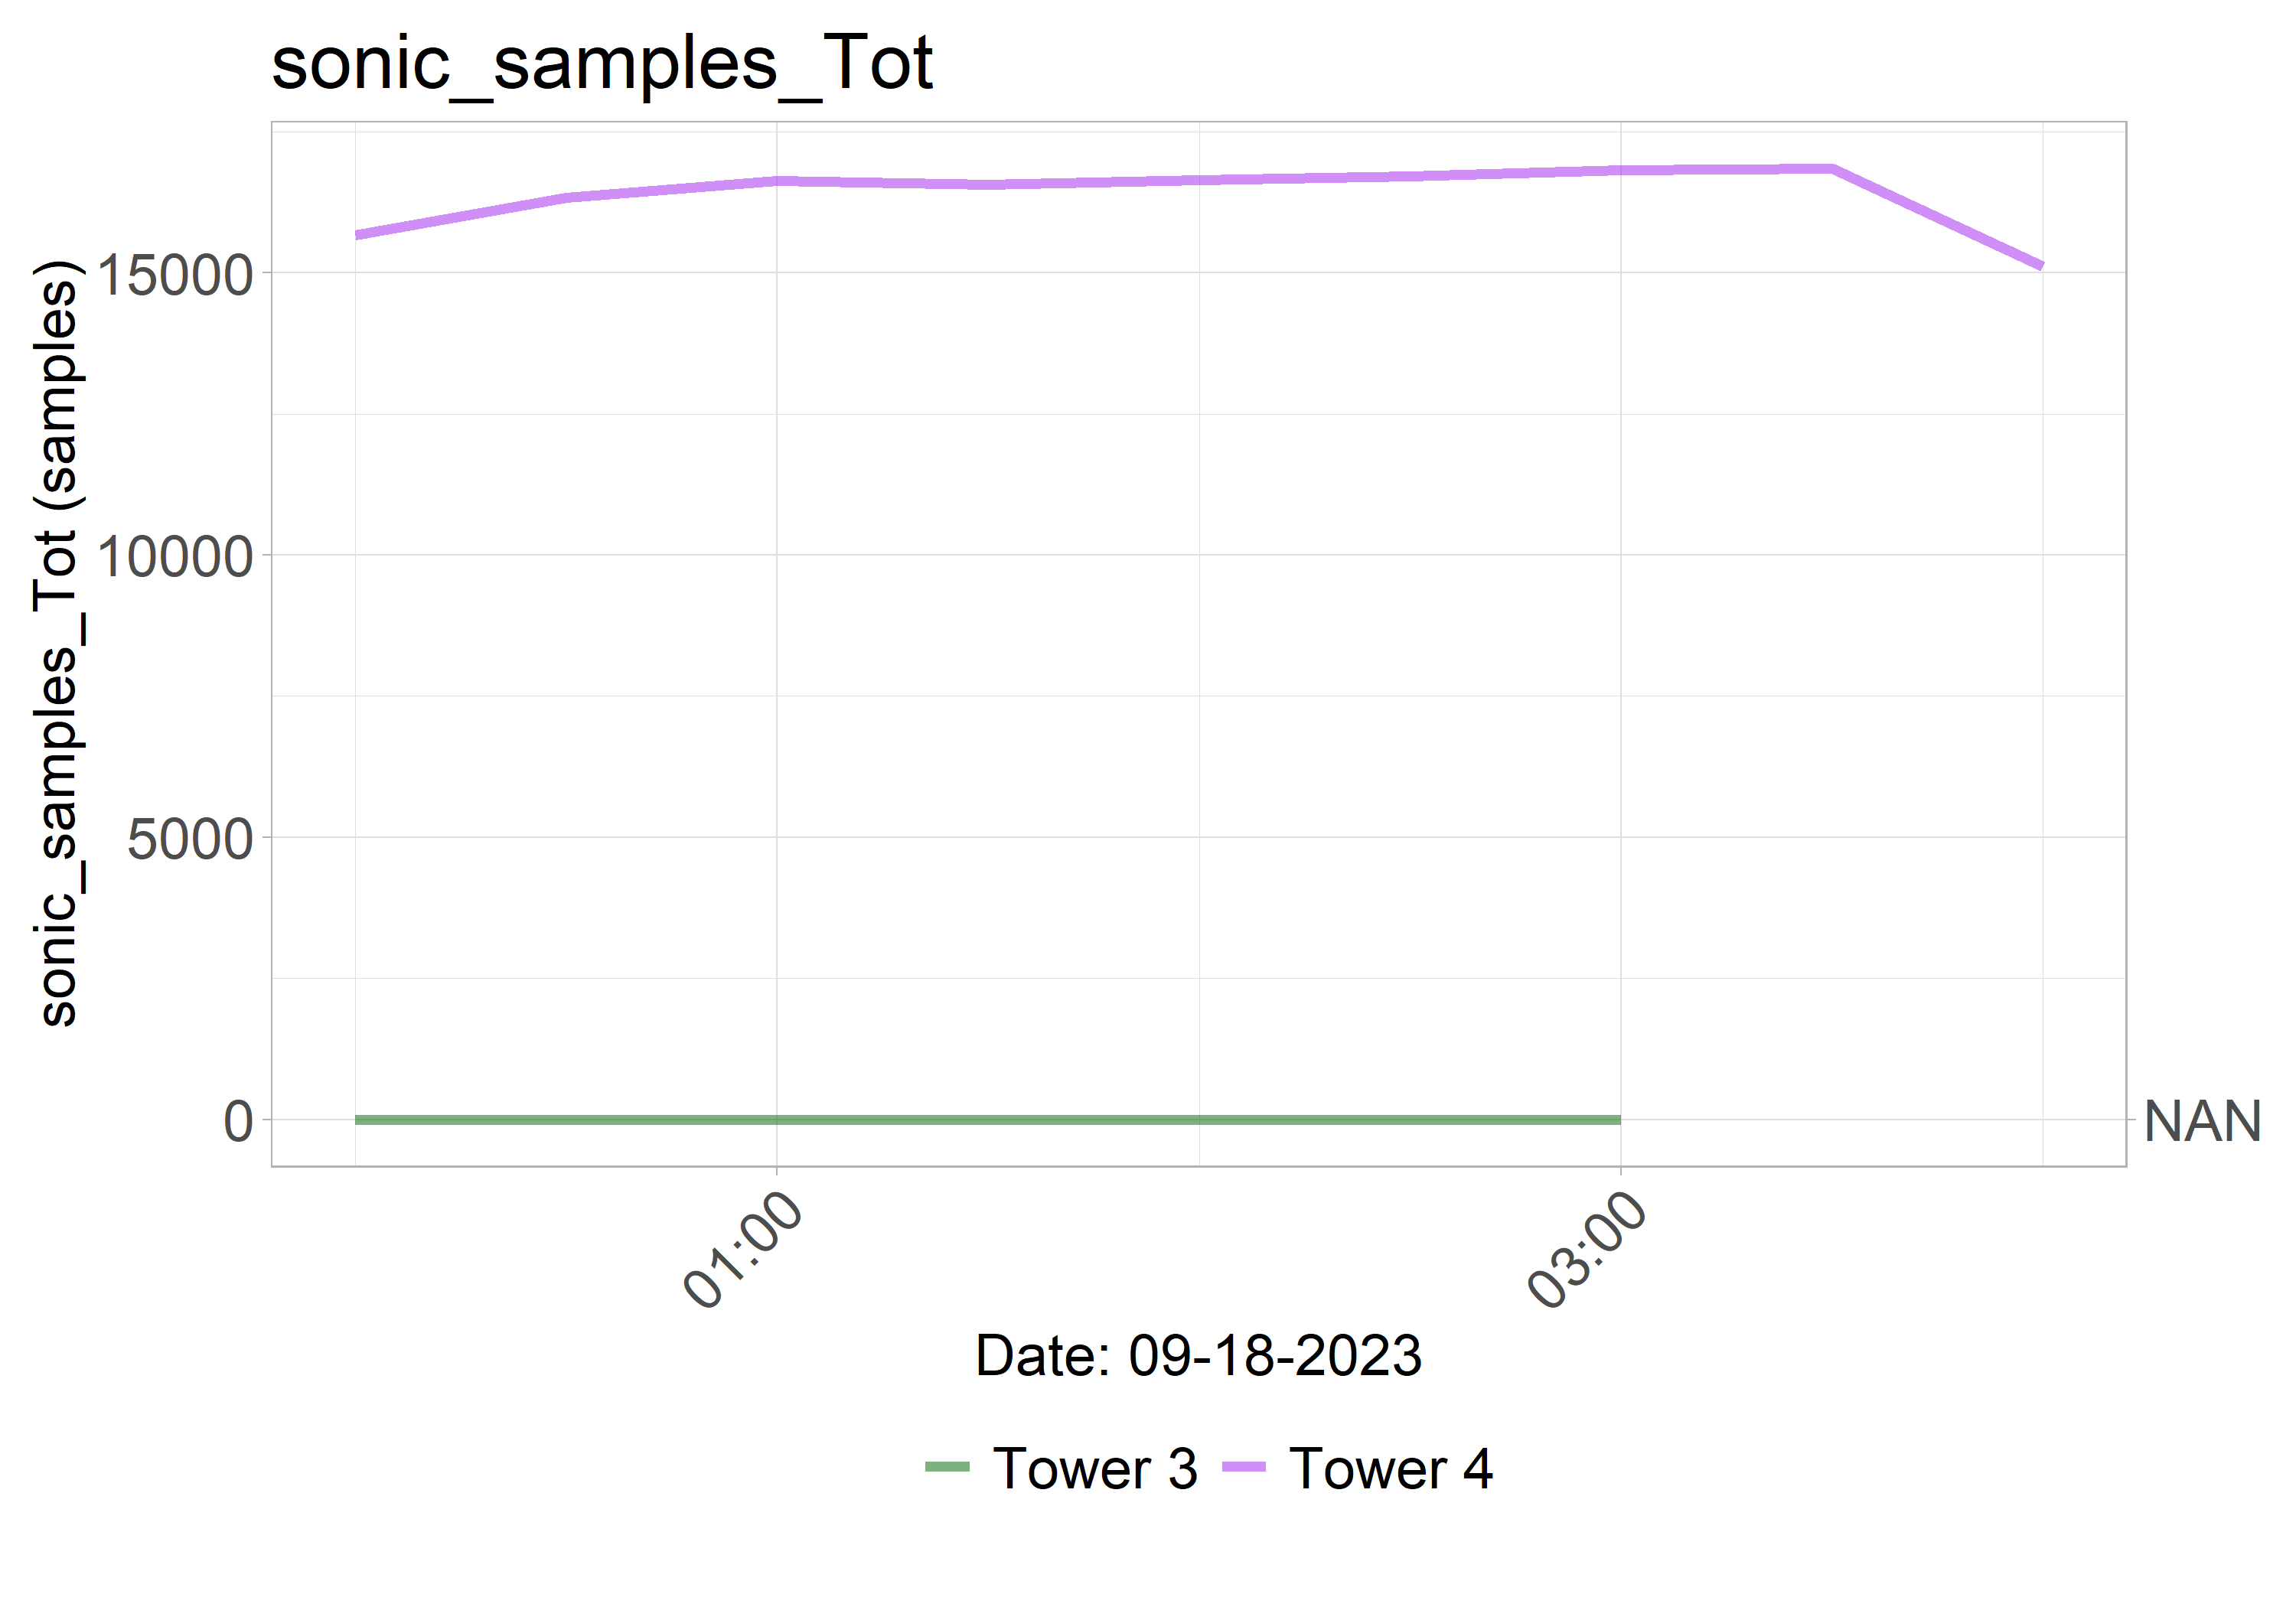 sonic_samples_Tot
sonic_samples_Tot (samples)
15000
10000
5000
0
NAN
01:00
03:00
Date: 09-18-2023
Tower 3
Tower 4